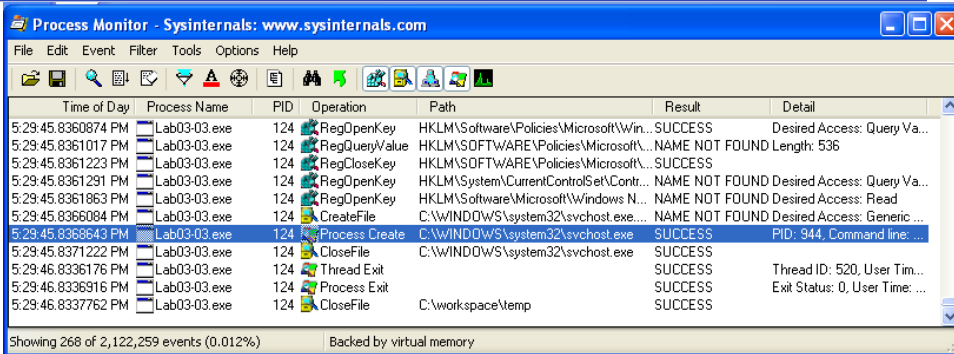 Process Monitor - Sysinternals: www.sysinternals.com
File Edit Event Filter Tools Options Help
Time of Day Process Name PID Operation Path Result Detail
5:29:45.8360874 PM Lab03-03.exe 124 RegOpenKey HKLM\Software\Policies\Microsoft\Win... SUCCESS Desired Access: Query Va...
5:29:45.8361017 PM Lab03-03.exe 124 RegQueryValue HKLM\SOFTWARE\Policies\Microsoft\... NAME NOT FOUND Length: 536
5:29:45.8361223 PM Lab03-03.exe 124 RegCloseKey HKLM\SOFTWARE\Policies\Microsoft\... SUCCESS
5:29:45.8361291 PM Lab03-03.exe 124 RegOpenKey HKLM\System\CurrentControlSet\Contr... NAME NOT FOUND Desired Access: Query Va...
5:29:45.8361863 PM Lab03-03.exe 124 RegOpenKey HKLM\Software\Microsoft\Windows N... NAME NOT FOUND Desired Access: Read
5:29:45.8366084 PM Lab03-03.exe 124 CreateFile C:\WINDOWS\system32\svchost.exe.... NAME NOT FOUND Desired Access: Generic ...
5:29:45.8368643 PM Lab03-03.exe 124 Process Create C:\WINDOWS\system32\svchost.exe SUCCESS PID: 944, Command line: ...
5:29:45.8371222 PM Lab03-03.exe 124 CloseFile C:\WINDOWS\system32\svchost.exe SUCCESS
5:29:46.8336176 PM Lab03-03.exe 124 Thread Exit SUCCESS Thread ID: 520, User Tim...
5:29:46.8336916 PM Lab03-03.exe 124 Process Exit SUCCESS Exit Status: 0, User Time: ...
5:29:46.8337762 PM Lab03-03.exe 124 CloseFile C:\workspace\temp SUCCESS
Showing 268 of 2,122,259 events (0.012%) Backed by virtual memory